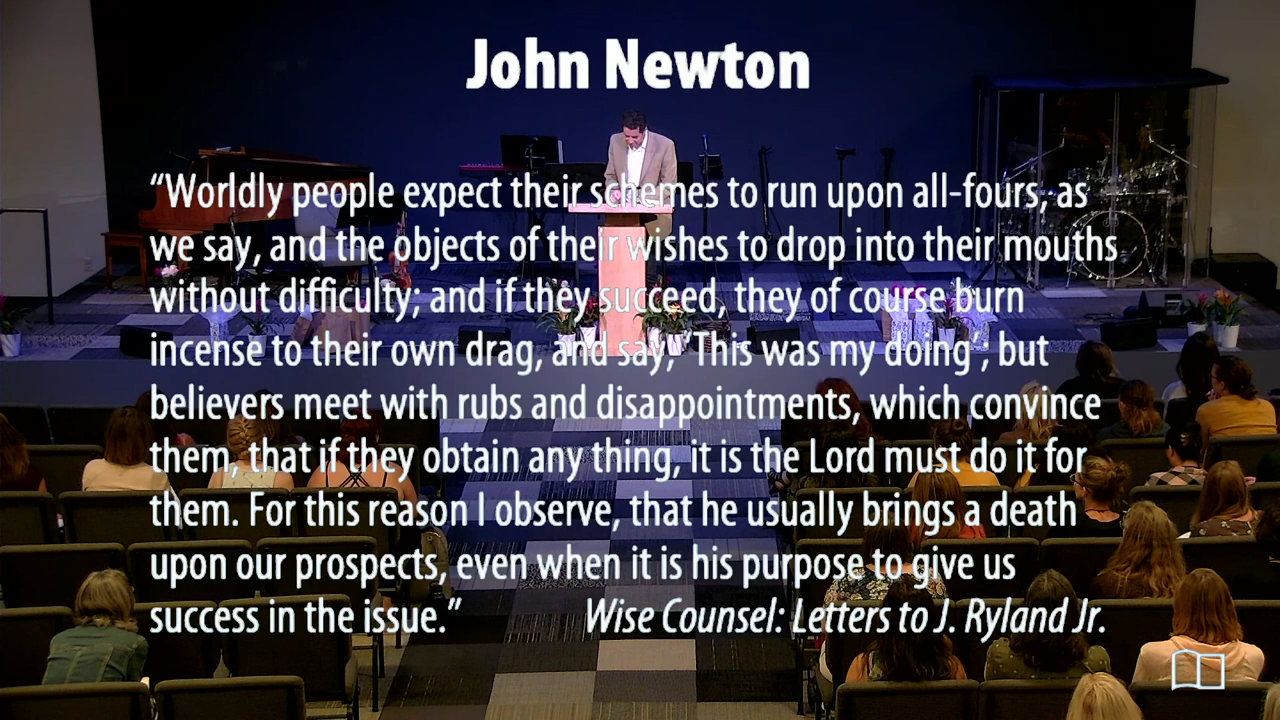 John Newton
“Worldly people expect their schemes to run upon all-fours, as
we say, and the objects of their wishes to drop into their mouths
without difficulty; and if they succeed, they of course burn
incense to their own drag, and say, ‘This was my doing’; but
believers meet with rubs and disappointments, which convince
them, that if they obtain any thing, it is the Lord must do it for
them. For this reason I observe, that he usually brings a death
upon our prospects, even when it is his purpose to give us
success in the issue.” Wise Counsel: Letters to J. Ryland Jr.